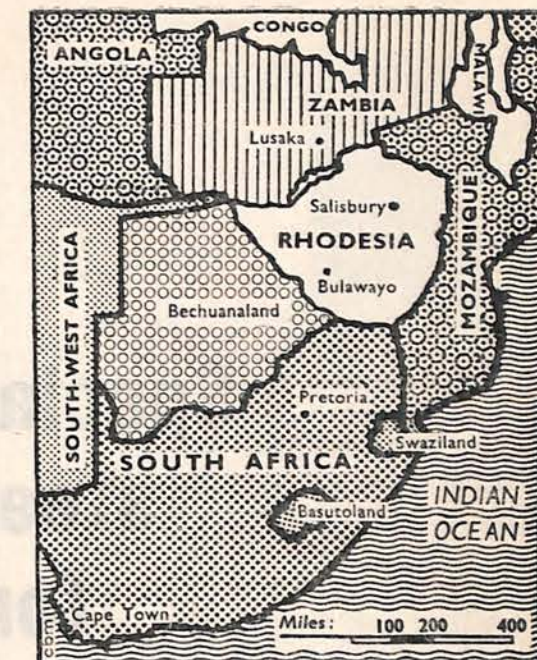 CONGO
ANGOLA
MALAWI
ZAMBIA
Lusaka
Salisbury
RHODESIA
MOZAMBIQUE
Bulawayo
SOUTH-WEST AFRICA
Bechuanaland
Pretoria
Swaziland
SOUTH AFRICA
INDIAN
OCEAN
Basutoland
Cape Town
Miles: 100 200 400